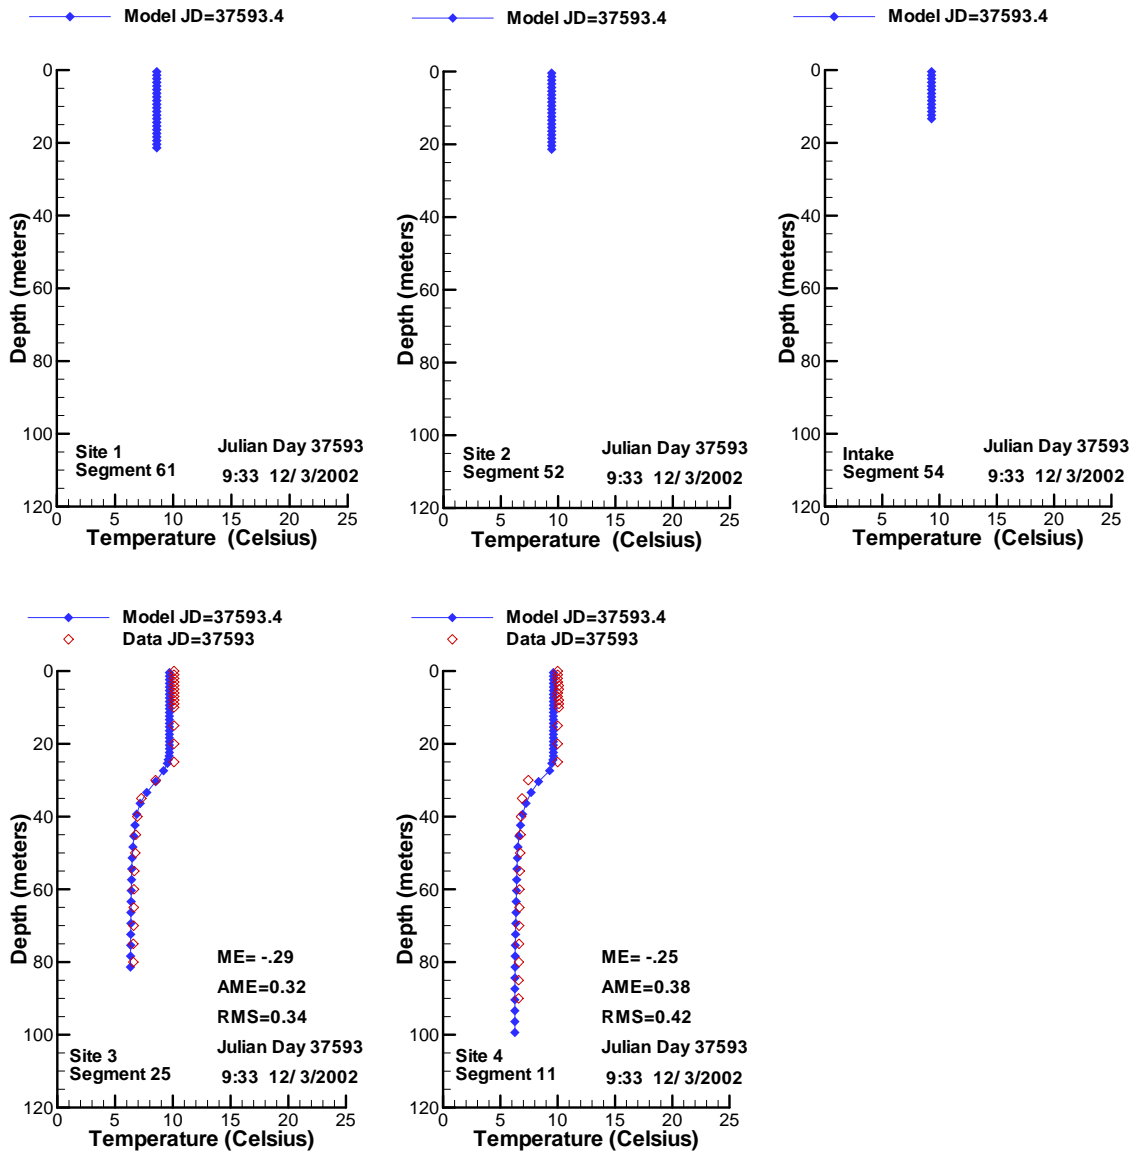 Model JD=37593.4
0
20
40
60
80
100
120
Depth (meters)
Site 1
Segment 61
Julian Day 37593
9:33 12/ 3/2002
0 5 10 15 20 25
Temperature (Celsius)
Model JD=37593.4
0
20
40
60
80
100
120
Depth (meters)
Site 2
Segment 52
Julian Day 37593
9:33 12/ 3/2002
0 5 10 15 20 25
Temperature (Celsius)
Model JD=37593.4
0
20
40
60
80
100
120
Depth (meters)
Intake
Segment 54
Julian Day 37593
9:33 12/ 3/2002
0 5 10 15 20 25
Temperature (Celsius)
Model JD=37593.4
Data JD=37593
0
20
40
60
80
100
120
Depth (meters)
ME= -.29
AME=0.32
RMS=0.34
Site 3
Segment 25
Julian Day 37593
9:33 12/ 3/2002
0 5 10 15 20 25
Temperature (Celsius)
Model JD=37593.4
Data JD=37593
0
20
40
60
80
100
120
Depth (meters)
ME= -.25
AME=0.38
RMS=0.42
Site 4
Segment 11
Julian Day 37593
9:33 12/ 3/2002
0 5 10 15 20 25
Temperature (Celsius)